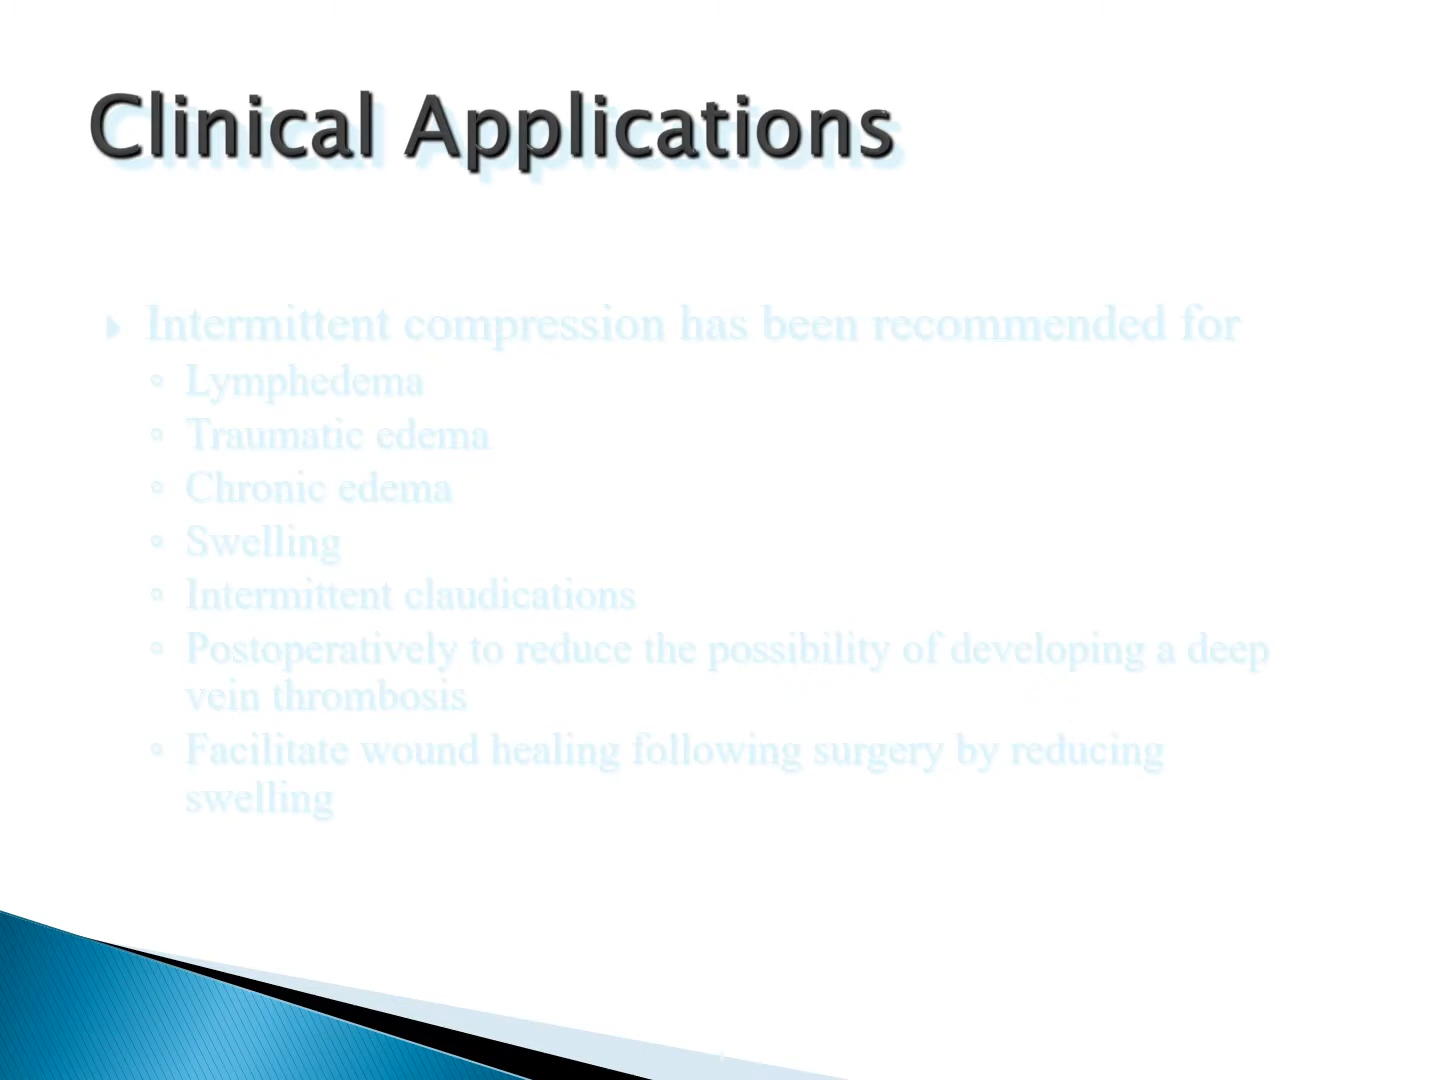 Clinical Applications
Intermittent compression has been recommended for
Lymphedema
Traumatic edema
Chronic edema
Swelling
Intermittent claudications
Postoperatively to reduce the possibility of developing a deep
vein thrombosis
Facilitate wound healing following surgery by reducing
swelling